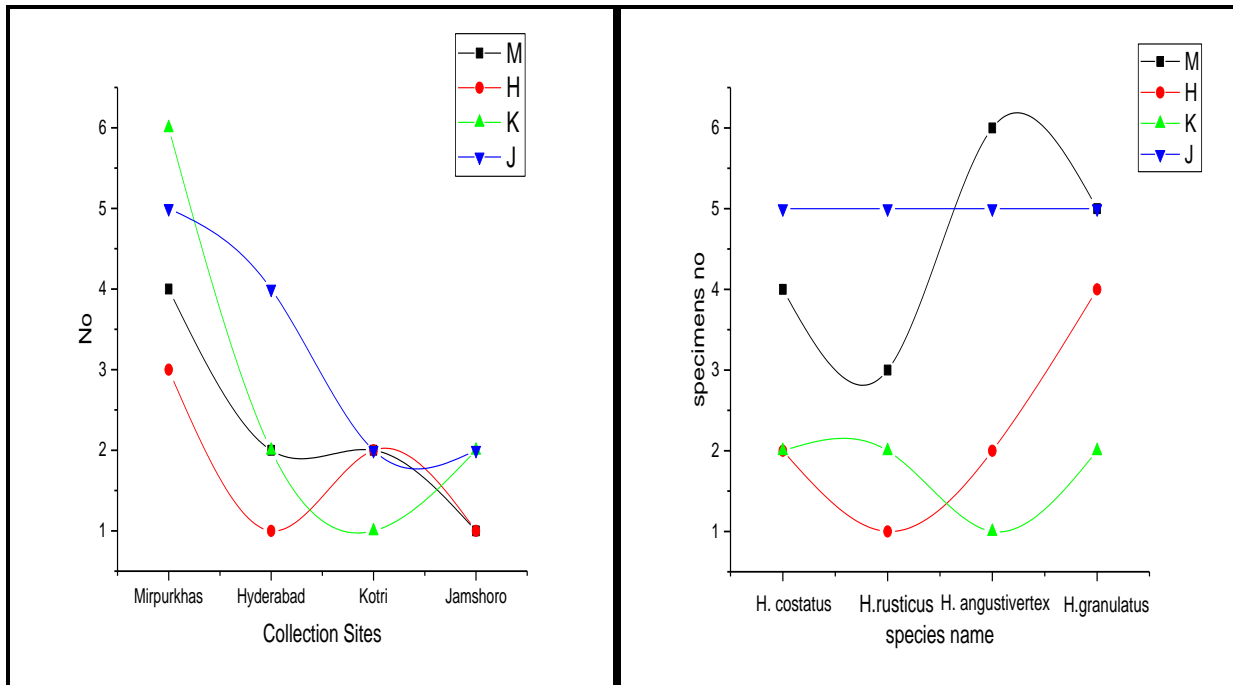 M
H
K
J
6
5
4
3
2
1
No
Mirpurkhas Hyderabad Kotri Jamshoro
Collection Sites
M
H
K
J
6
5
4
3
2
1
specimens no
H. costatus H.rusticus H. angustivertex H.granulatus
species name